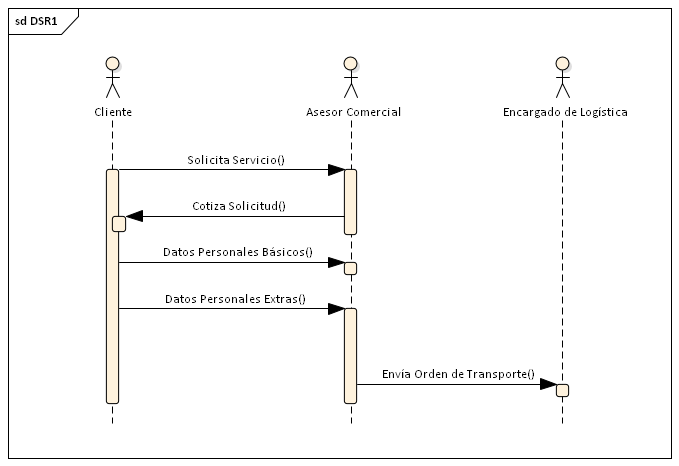 sd DSR1
Cliente
Asesor Comercial
Encargado de Logística
Solicita Servicio()
Cotiza Solicitud()
Datos Personales Básicos()
Datos Personales Extras()
Envía Orden de Transporte()